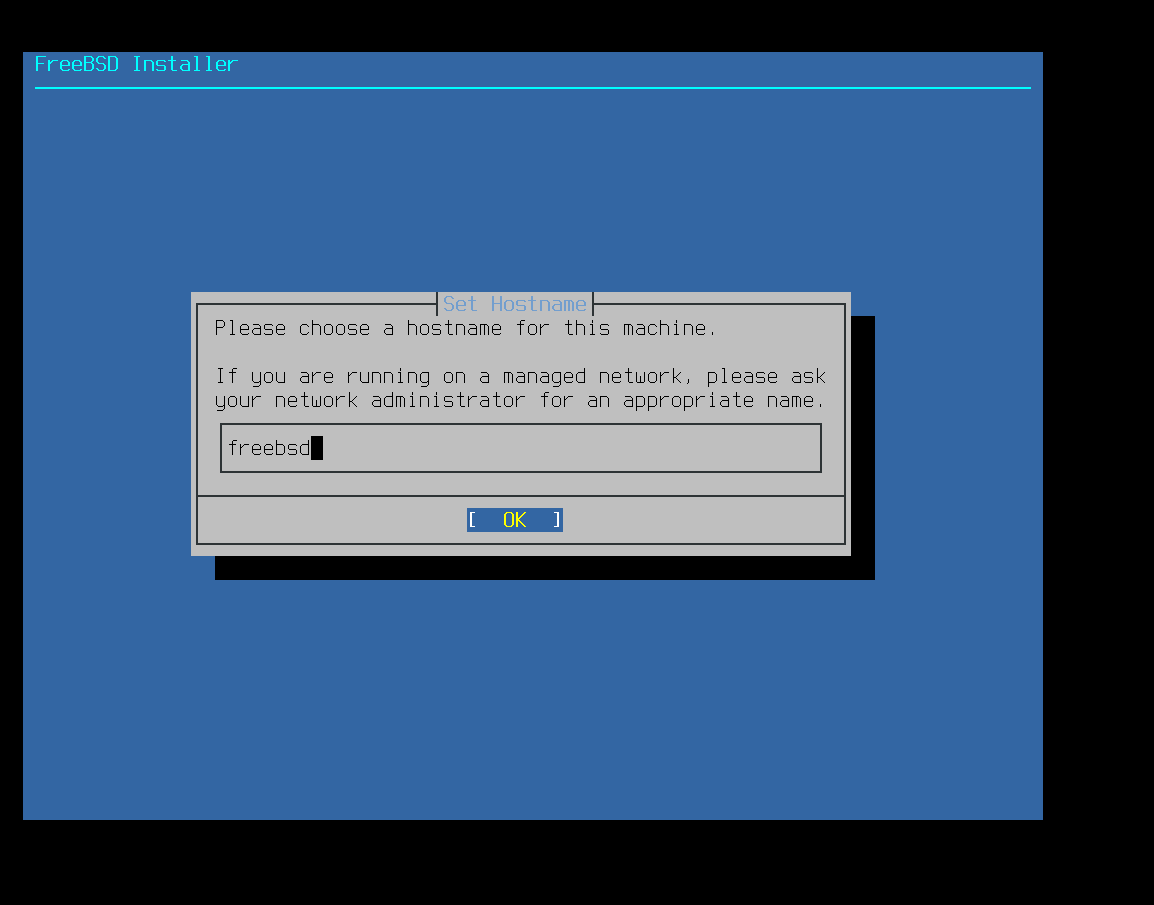 FreeBSD Installer
Set Hostname
Please choose a hostname for this machine.
If you are running on a managed network, please ask
your network administrator for an appropriate name.
freebsd
[  OK  ]